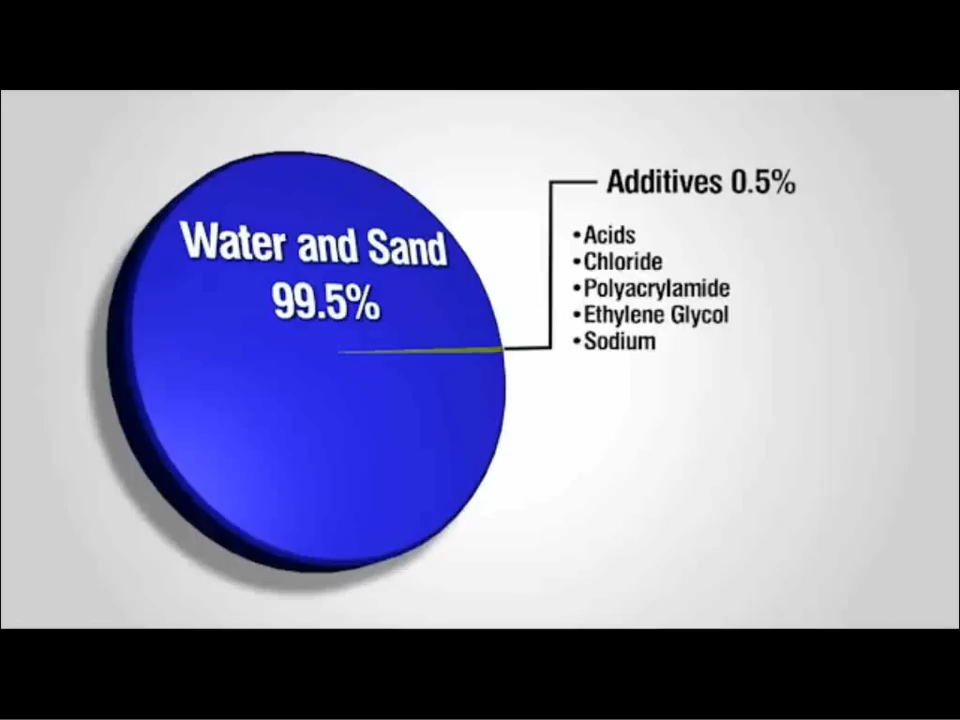 Water and Sand
99.5%
Additives 0.5%
•Acids
•Chloride
•Polyacrylamide
•Ethylene Glycol
•Sodium